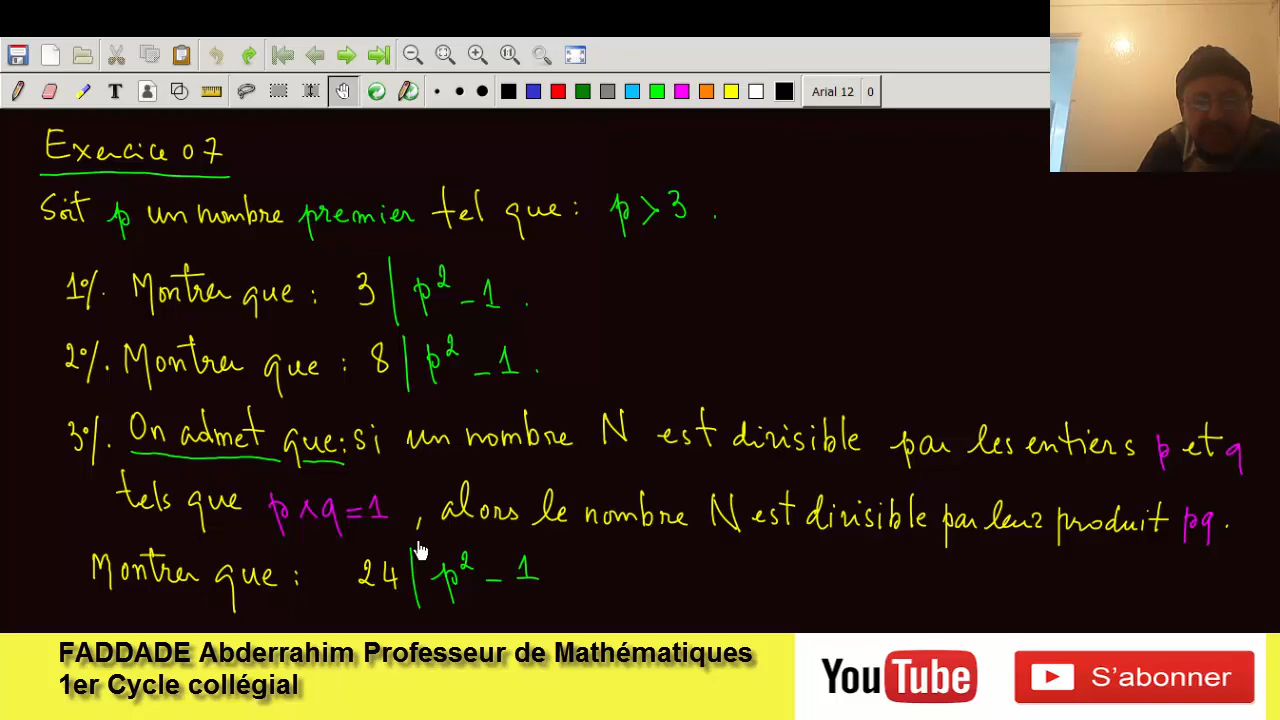 Arial 12
0
Exercice 07
Soit p un nombre premier tel que : p > 3 .
1%. Montrer que : 3 | p² - 1 .
2%. Montrer que : 8 | p² - 1 .
3%. On admet que : si un nombre N est divisible par les entiers p et q
tels que p ∧ q = 1 , alors le nombre N est divisible par leur produit pq .
Montrer que : 24 | p² - 1
FADDADE Abderrahim Professeur de Mathématiques
1er Cycle collégial
YouTube
S'abonner